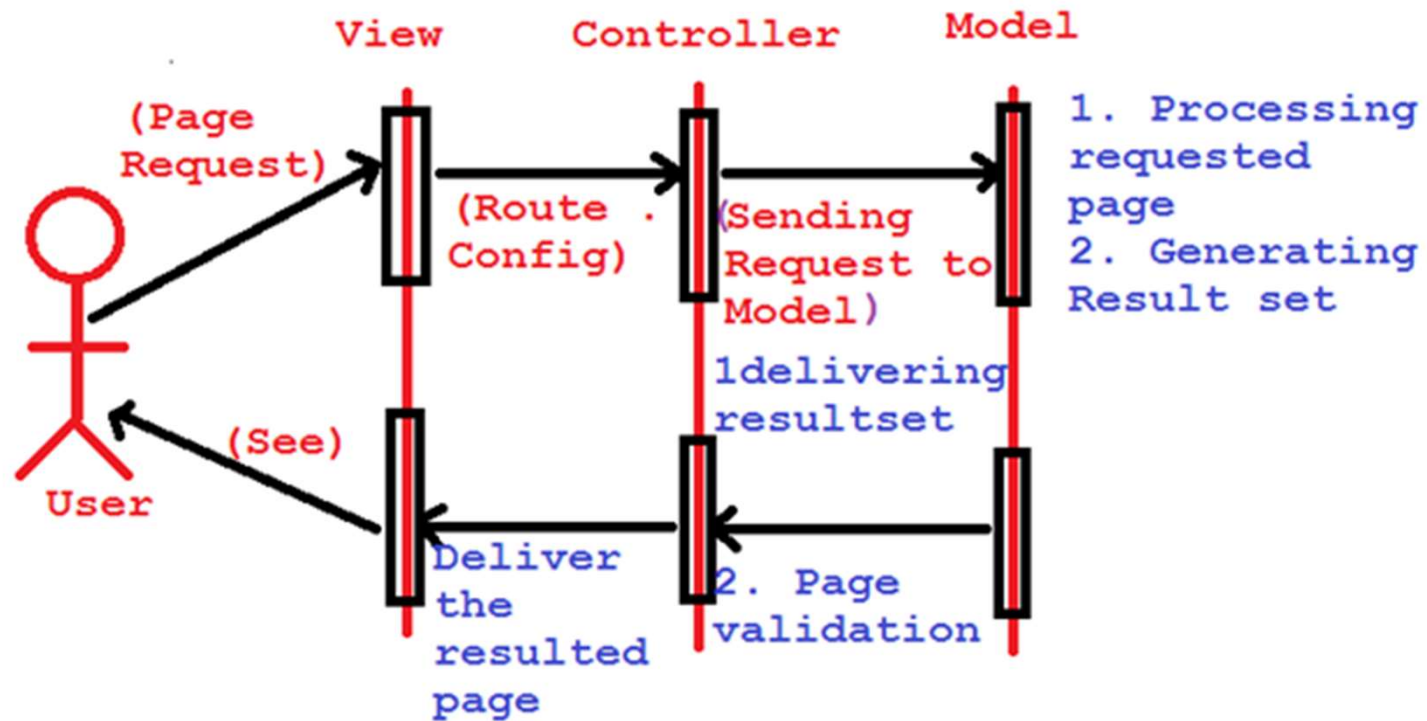 View
Controller
Model
(Page
Request)
(Route .
Config)
(Sending
Request to
Model)
1. Processing
requested
page
2. Generating
Result set
1delivering
resultset
(See)
User
Deliver
the
resulted
page
2. Page
validation